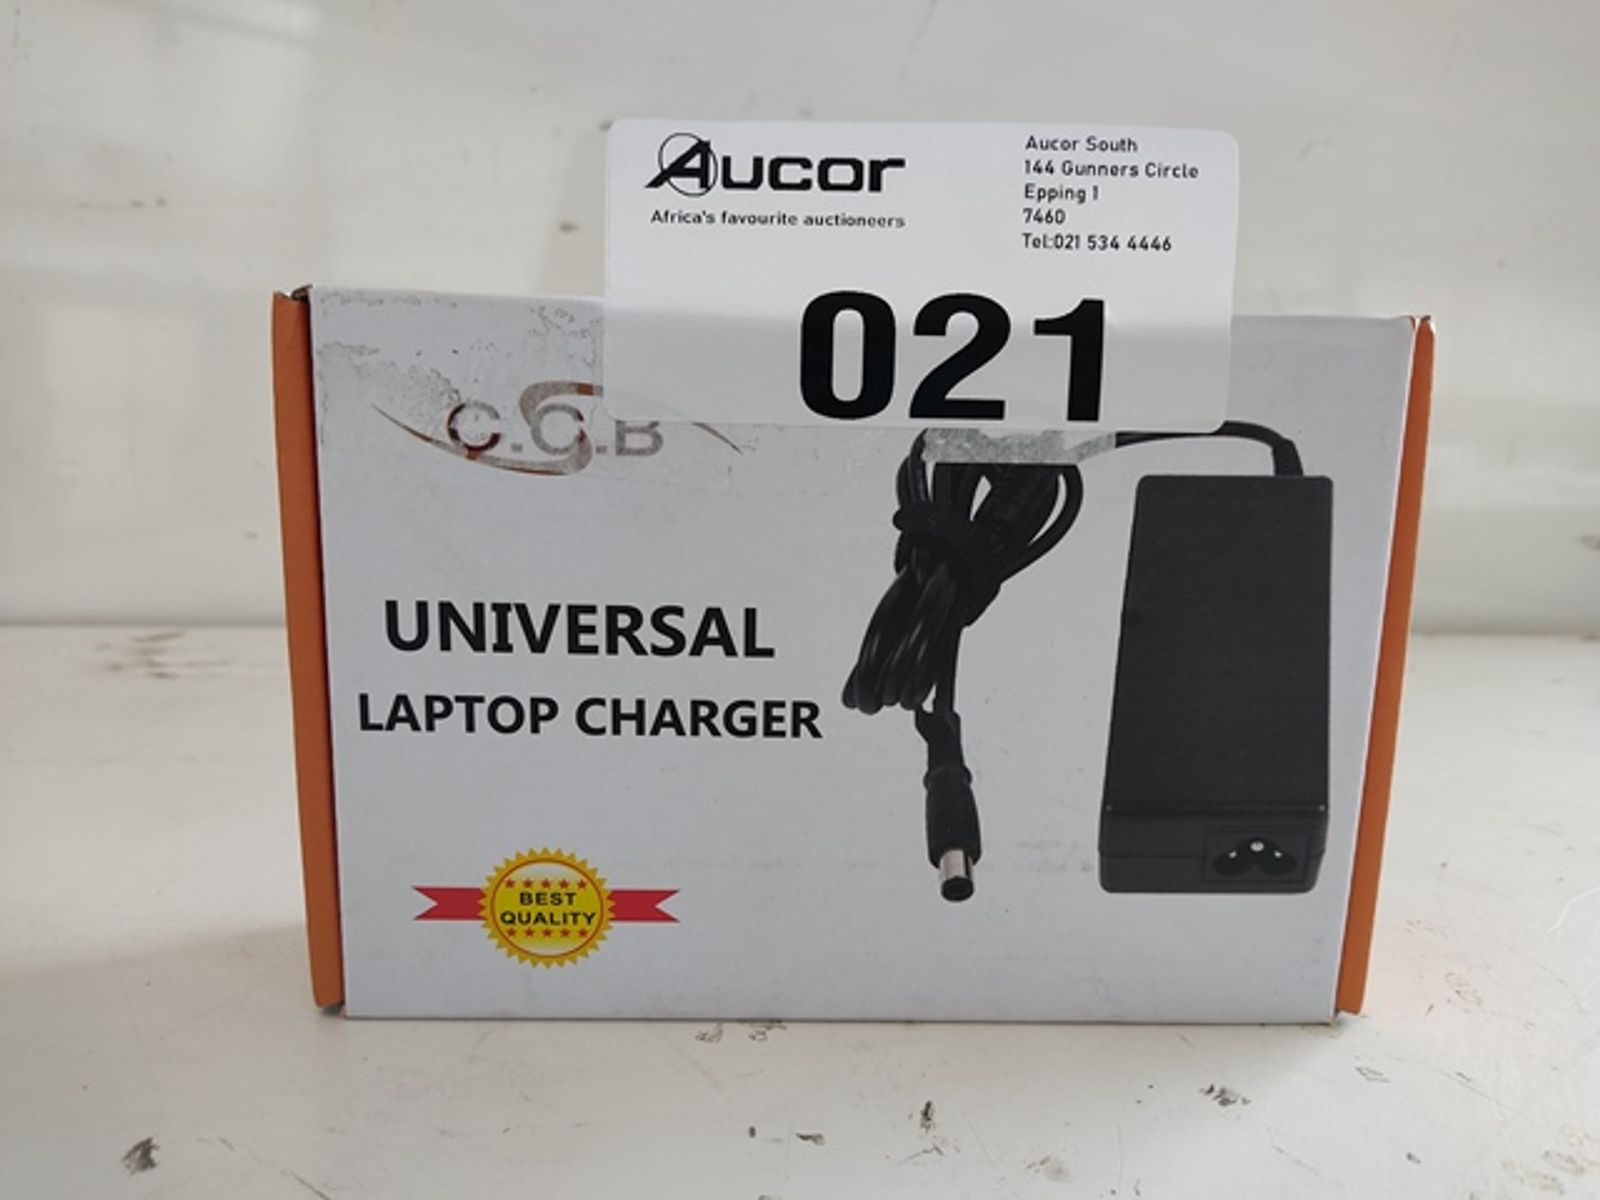 Aucor
Africa's favourite auctioneers
Aucor South
144 Gunners Circle
Epping 1
7460
Tel:021 534 4446
021
C.C.B
UNIVERSAL
LAPTOP CHARGER
BEST
QUALITY